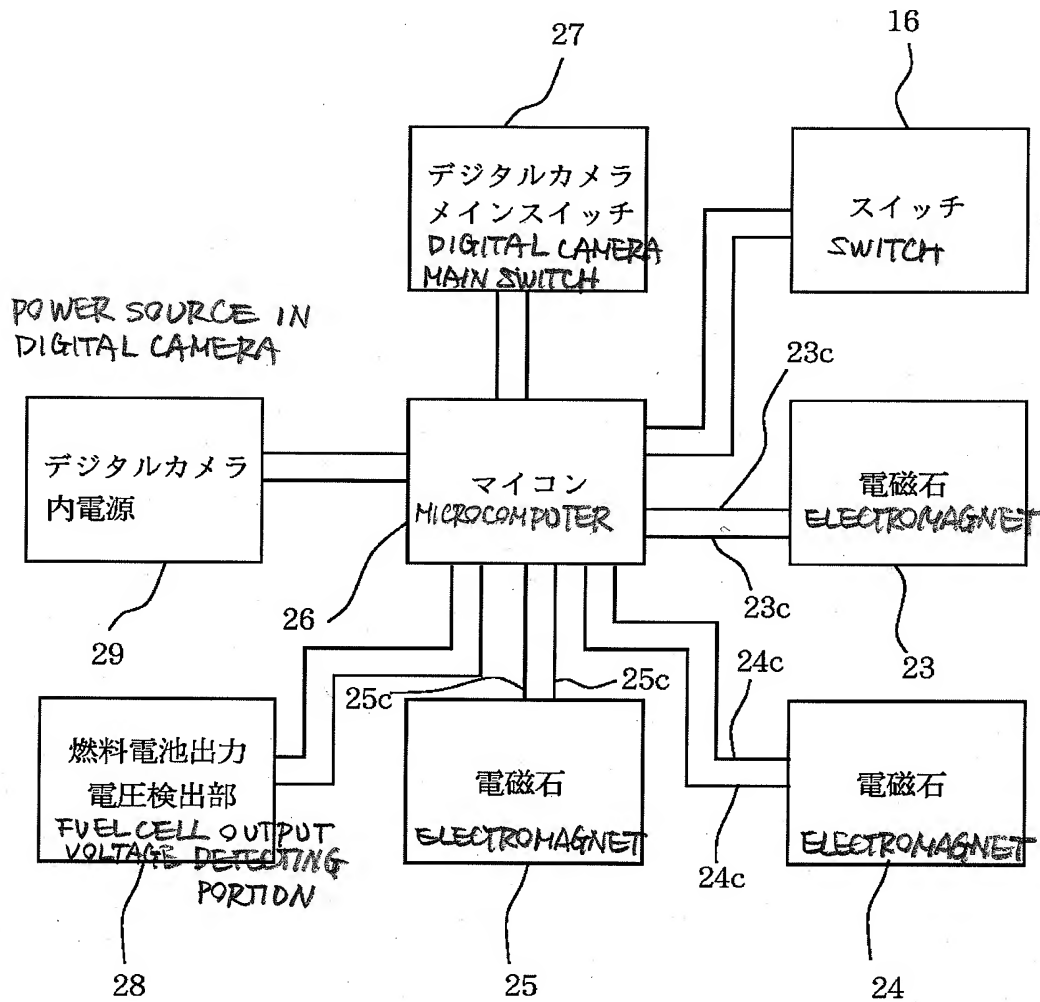 27
16
デジタルカメラ
メインスイッチ
DIGITAL CAMERA
MAIN SWITCH
スイッチ
SWITCH
POWER SOURCE IN
DIGITAL CAMERA
23c
デジタルカメラ
内電源
マイコン
MICROCOMPUTER
電磁石
ELECTROMAGNET
23c
26
29
23
24c
25c
25c
燃料電池出力
電圧検出部
FUEL CELL OUTPUT
VOLTAGE DETECTING
PORTION
電磁石
ELECTROMAGNET
電磁石
ELECTROMAGNET
24c
28
25
24